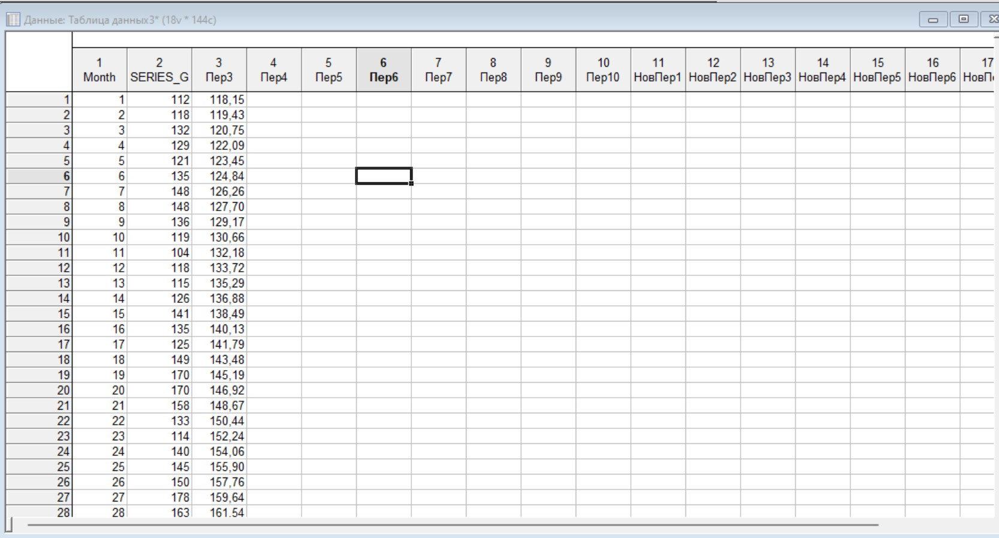 Данные: Таблица данных3* (18v * 144c)
1 2 3 4 5 6 7 8 9 10 11 12 13 14 15 16 17
Month SERIES_G Пер3 Пер4 Пер5 Пер6 Пер7 Пер8 Пер9 Пер10 НовПер1 НовПер2 НовПер3 НовПер4 НовПер5 НовПер6
1 1 112 118,15
2 2 118 119,43
3 3 132 120,75
4 4 129 122,09
5 5 121 123,45
6 6 135 124,84
7 7 148 126,26
8 8 148 127,70
9 9 136 129,17
10 10 119 130,66
11 11 104 132,18
12 12 118 133,72
13 13 115 135,29
14 14 126 136,88
15 15 141 138,49
16 16 135 140,13
17 17 125 141,79
18 18 149 143,48
19 19 170 145,19
20 20 170 146,92
21 21 158 148,67
22 22 133 150,44
23 23 114 152,24
24 24 140 154,06
25 25 145 155,90
26 26 150 157,76
27 27 178 159,64
28 28 163 161,54